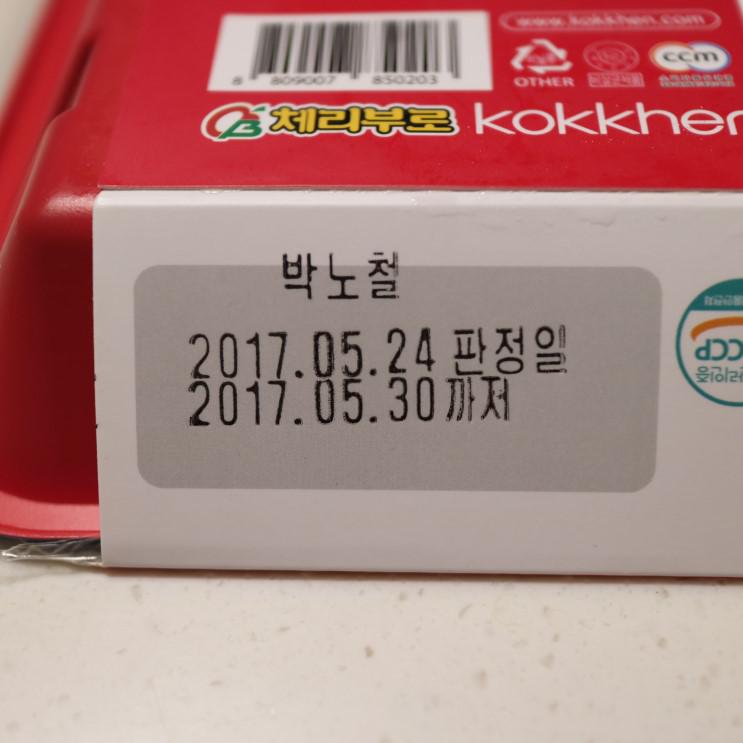 www.kokkhen.com
8 809007 850203
OTHER
ccm
체리부로 kokkhen
박노철
2017.05.24 판정일
2017.05.30 까지
CCP